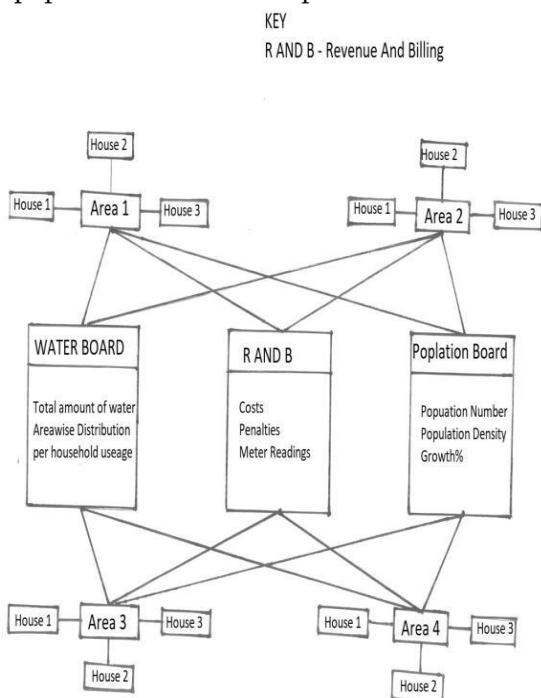 KEY
R AND B - Revenue And Billing
House 2
House 1
Area 1
House 3
House 2
House 1
Area 2
House 3
WATER BOARD
Total amount of water
Areawise Distribution
per household useage
R AND B
Costs
Penalties
Meter Readings
Poplation Board
Popuation Number
Population Density
Growth%
House 1
Area 3
House 3
House 2
House 1
Area 4
House 3
House 2